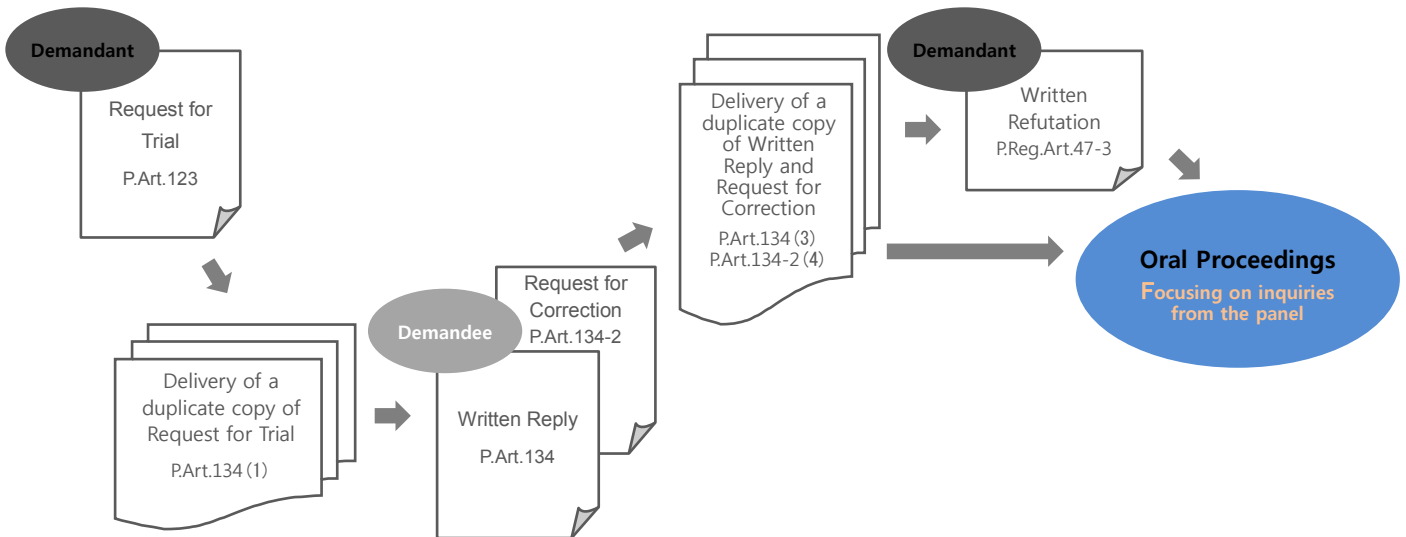 Demandant
Request for
Trial
P.Art.123
Delivery of a
duplicate copy of
Request for Trial
P.Art.134(1)
Demandee
Request for
Correction
P.Art.134-2
Written Reply
P.Art.134
Delivery of a
duplicate copy
of Written
Reply and
Request for
Correction
P.Art.134(3)
P.Art.134-2(4)
Demandant
Written
Refutation
P.Reg.Art.47-3
Oral Proceedings
Focusing on inquiries
from the panel